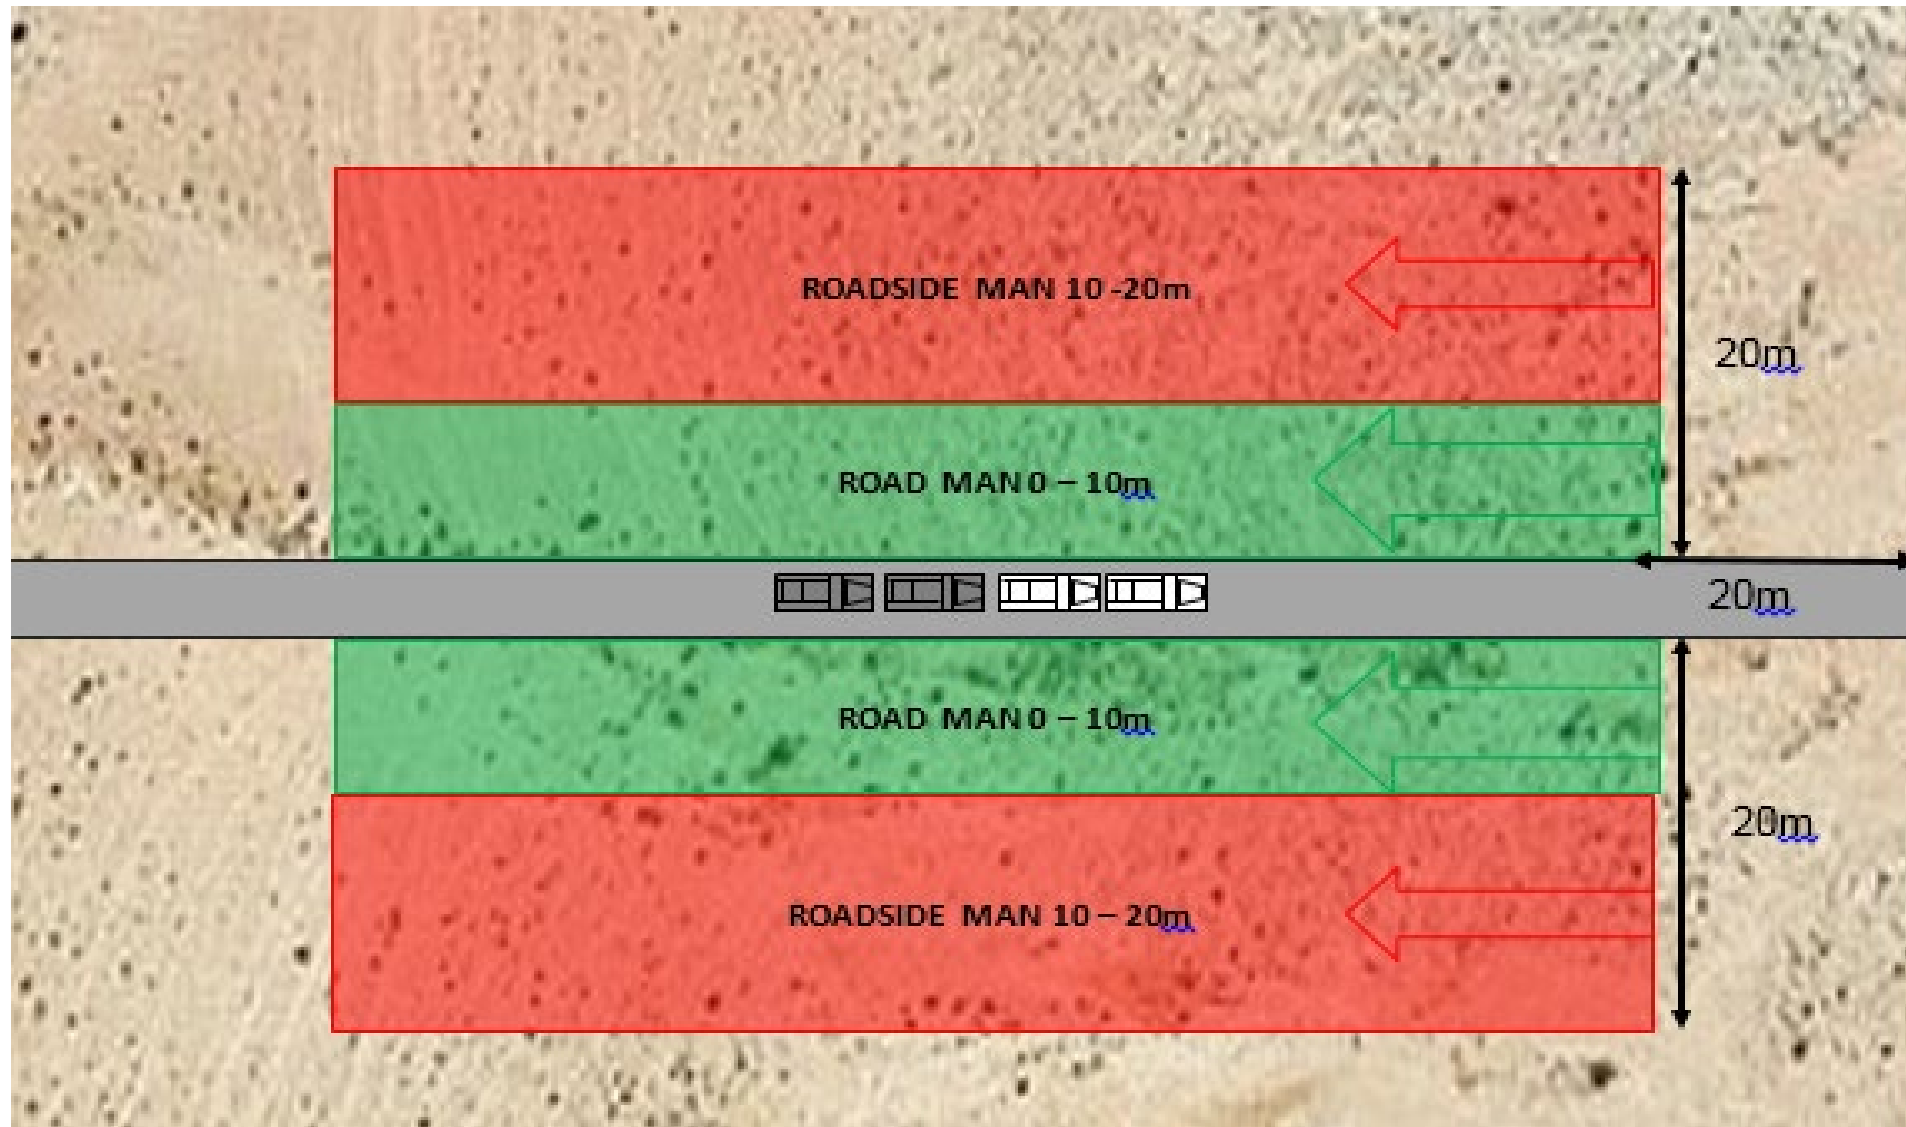 ROADSIDE MAN 10 -20m
20m
ROAD MAN 0 – 10m
20m
ROAD MAN 0 – 10m
20m
ROADSIDE MAN 10 – 20m